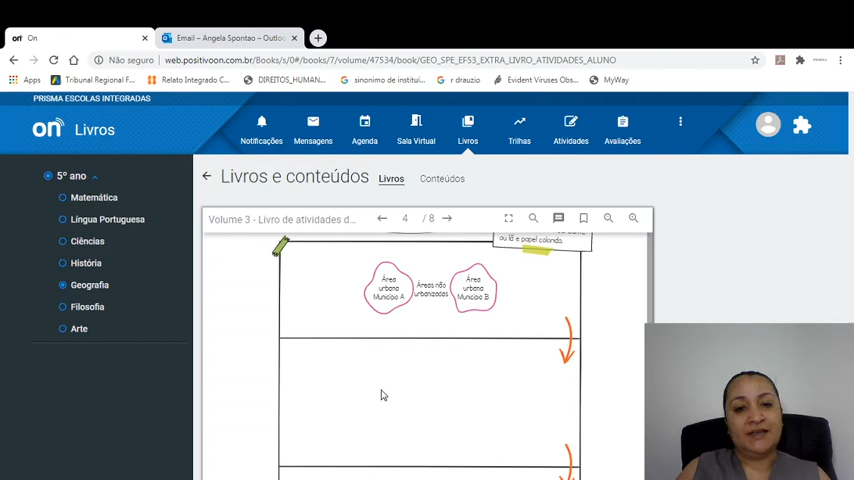 On
Email – Angela Spontao – Outloo
Não seguro
web.positivoon.com.br/Books/s/0#/books/7/volume/47534/book/GEO_SPE_EF53_EXTRA_LIVRO_ATIVIDADES_ALUNO
Apps
Tribunal Regional F...
Relato Integrado C...
DIREITOS_HUMAN...
sinonimo de instituí...
r drauzio
Evident Viruses Obs...
MyWay
PRISMA ESCOLAS INTEGRADAS
on
Livros
Notificações
Mensagens
Agenda
Sala Virtual
Livros
Trilhas
Atividades
Avaliações
5º ano
Matemática
Língua Portuguesa
Ciências
História
Geografia
Filosofia
Arte
Livros e conteúdos
Livros
Conteúdos
Volume 3 - Livro de atividades d...
4 / 8
ou lã e papel colorido.
Área
urbana
Município A
Áreas não
urbanizadas
Área
urbana
Município B